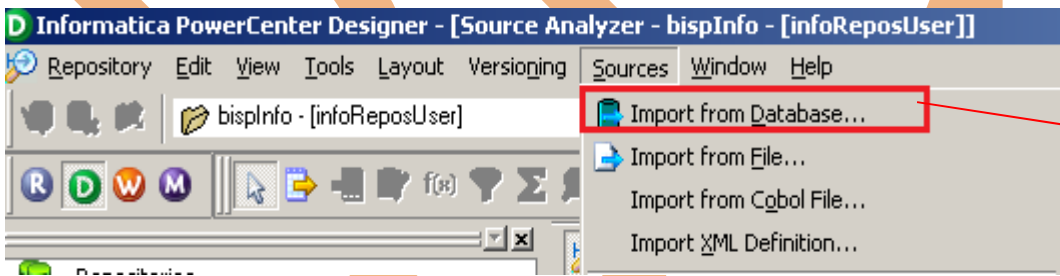 Informatica PowerCenter Designer - [Source Analyzer - bispInfo - [infoReposUser]]
Repository Edit View Tools Layout Versioning Sources Window Help
bispInfo - [infoReposUser]
Import from Database...
Import from File...
R D W M f(x) Σ
Import from Cobol File...
Import XML Definition...
Repositories